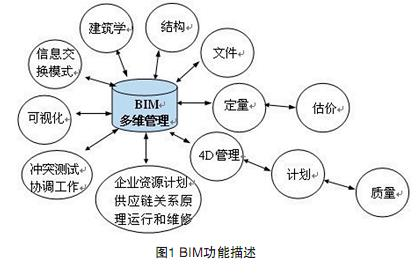 建筑学
结构
文件
信息交
换模式
BIM
多维管理
定量
估价
可视化
4D管理
计划
质量
冲突测试
协调工作
企业资源计划
供应链关系原
理运行和维修
图1 BIM功能描述